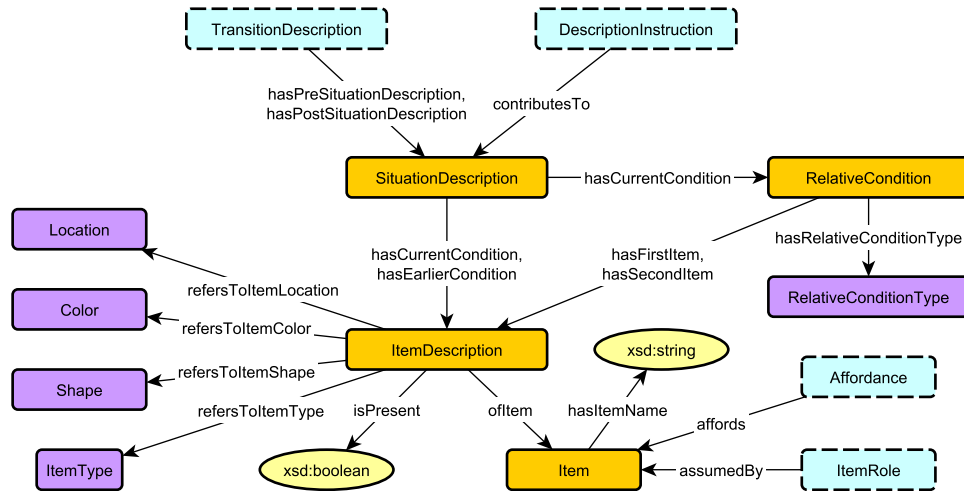 TransitionDescription
DescriptionInstruction
hasPreSituationDescription,
hasPostSituationDescription
contributesTo
SituationDescription
hasCurrentCondition
RelativeCondition
Location
hasCurrentCondition,
hasEarlierCondition
hasFirstItem,
hasSecondItem
hasRelativeConditionType
refersToItemLocation
RelativeConditionType
Color
refersToItemColor
ItemDescription
xsd:string
Shape
refersToItemShape
Affordance
refersToItemType
isPresent
ofItem
hasItemName
affords
ItemType
xsd:boolean
Item
assumedBy
ItemRole